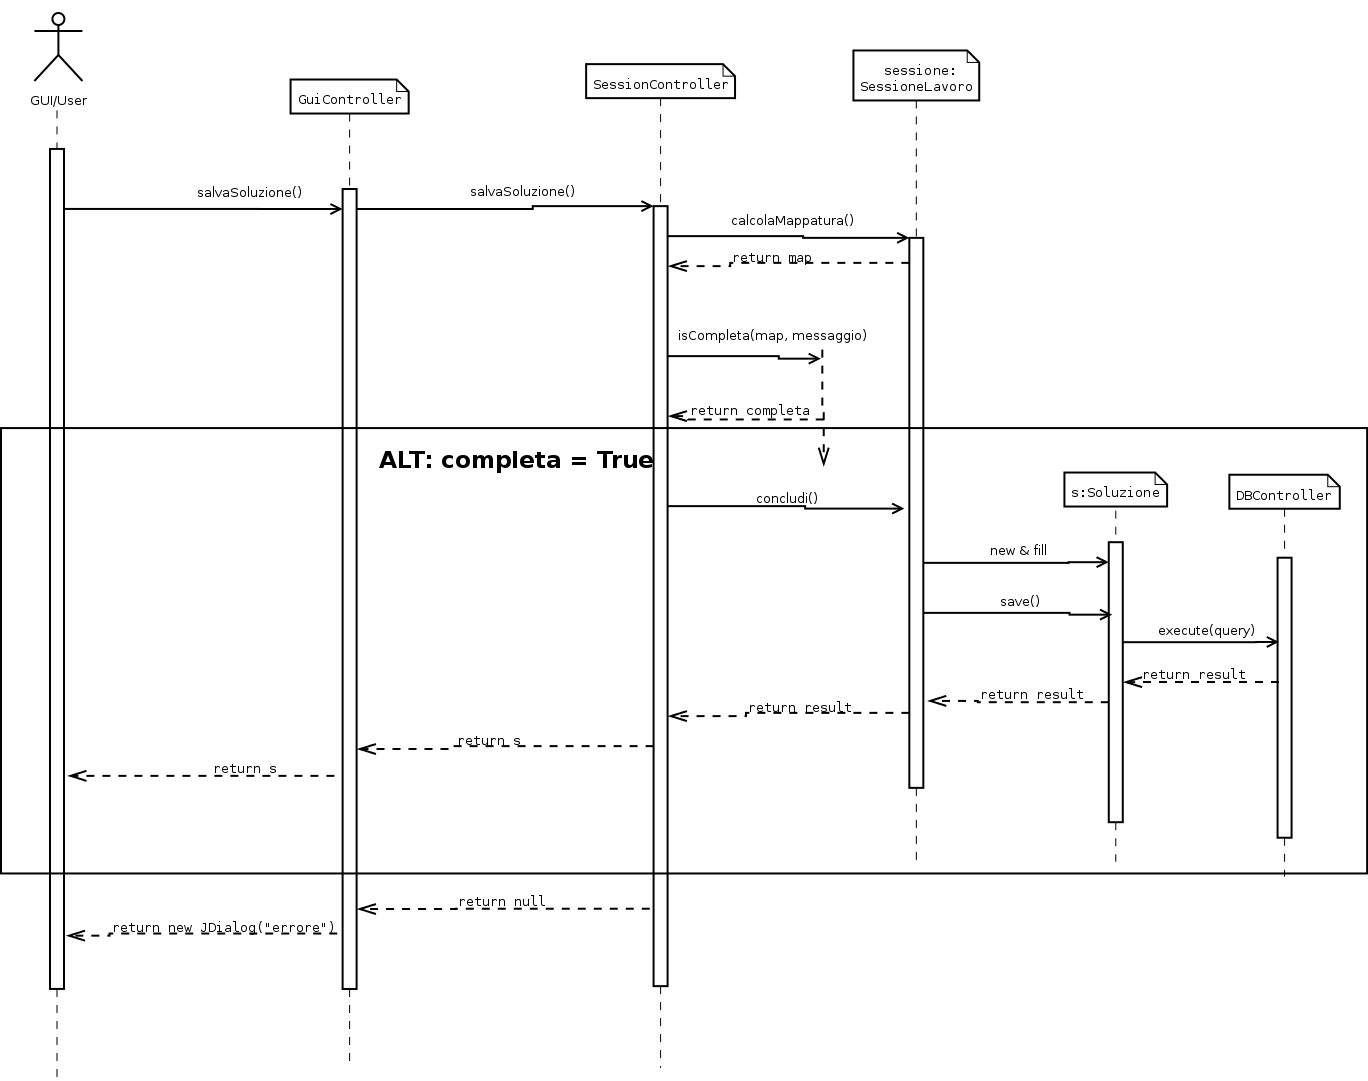 GUI/User
GuiController
SessionController
sessione:
SessioneLavoro
salvaSoluzione()
salvaSoluzione()
calcolaMappatura()
return map
isCompleta(map, messaggio)
return completa
ALT: completa = True
s:Soluzione
DBController
concludi()
new & fill
save()
execute(query)
return result
return result
return result
return s
return s
return null
return new JDialog("errore")